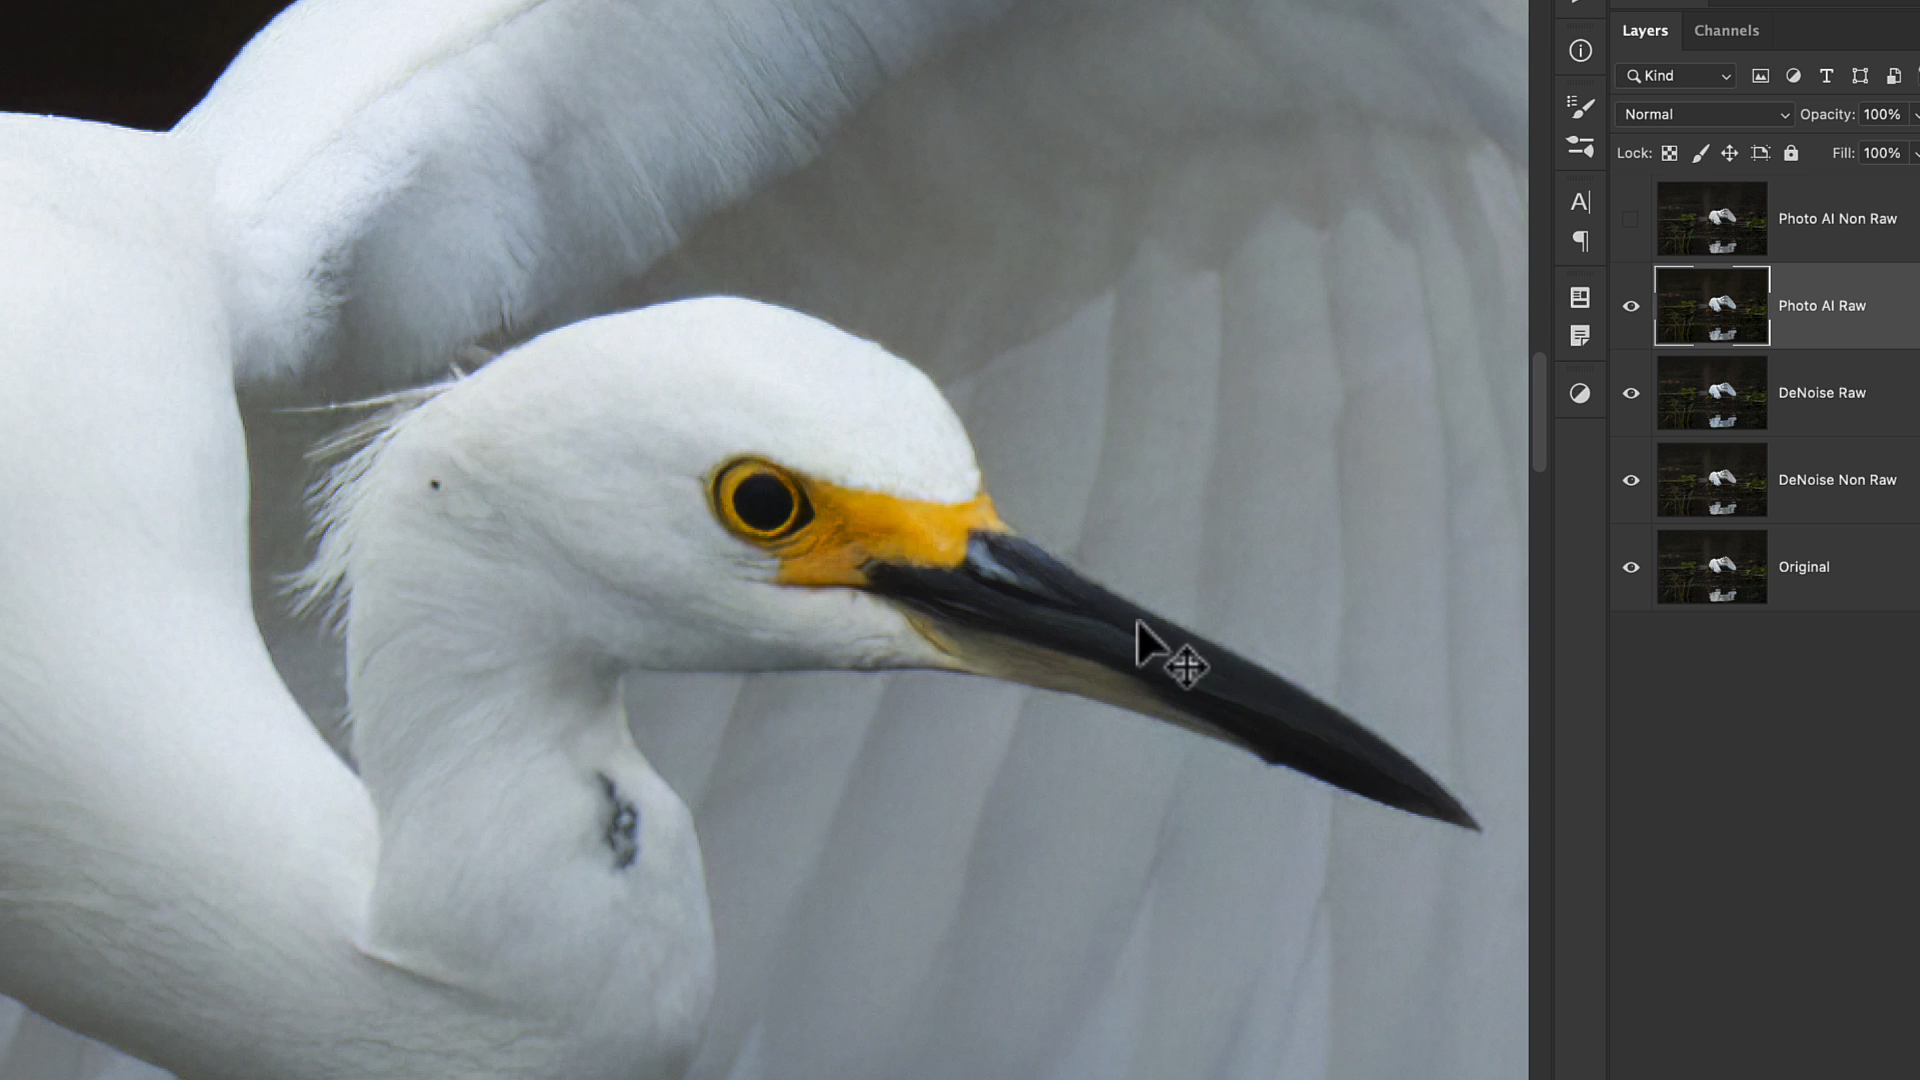 Layers Channels
Kind
Normal Opacity: 100%
Lock: Fill: 100%
Photo AI Non Raw
Photo AI Raw
DeNoise Raw
DeNoise Non Raw
Original